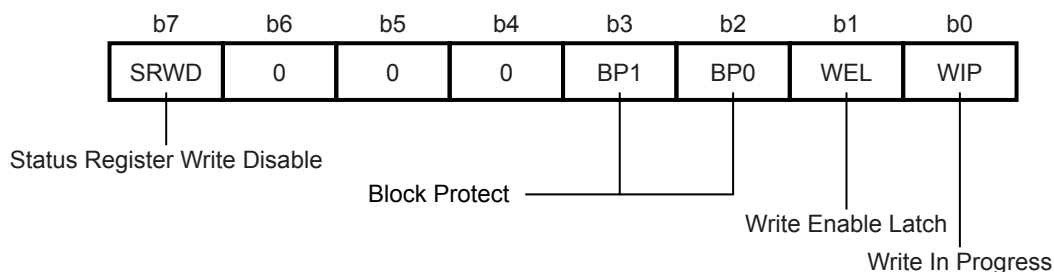 b7 b6 b5 b4 b3 b2 b1 b0
SRWD 0 0 0 BP1 BP0 WEL WIP
Status Register Write Disable
Block Protect
Write Enable Latch
Write In Progress